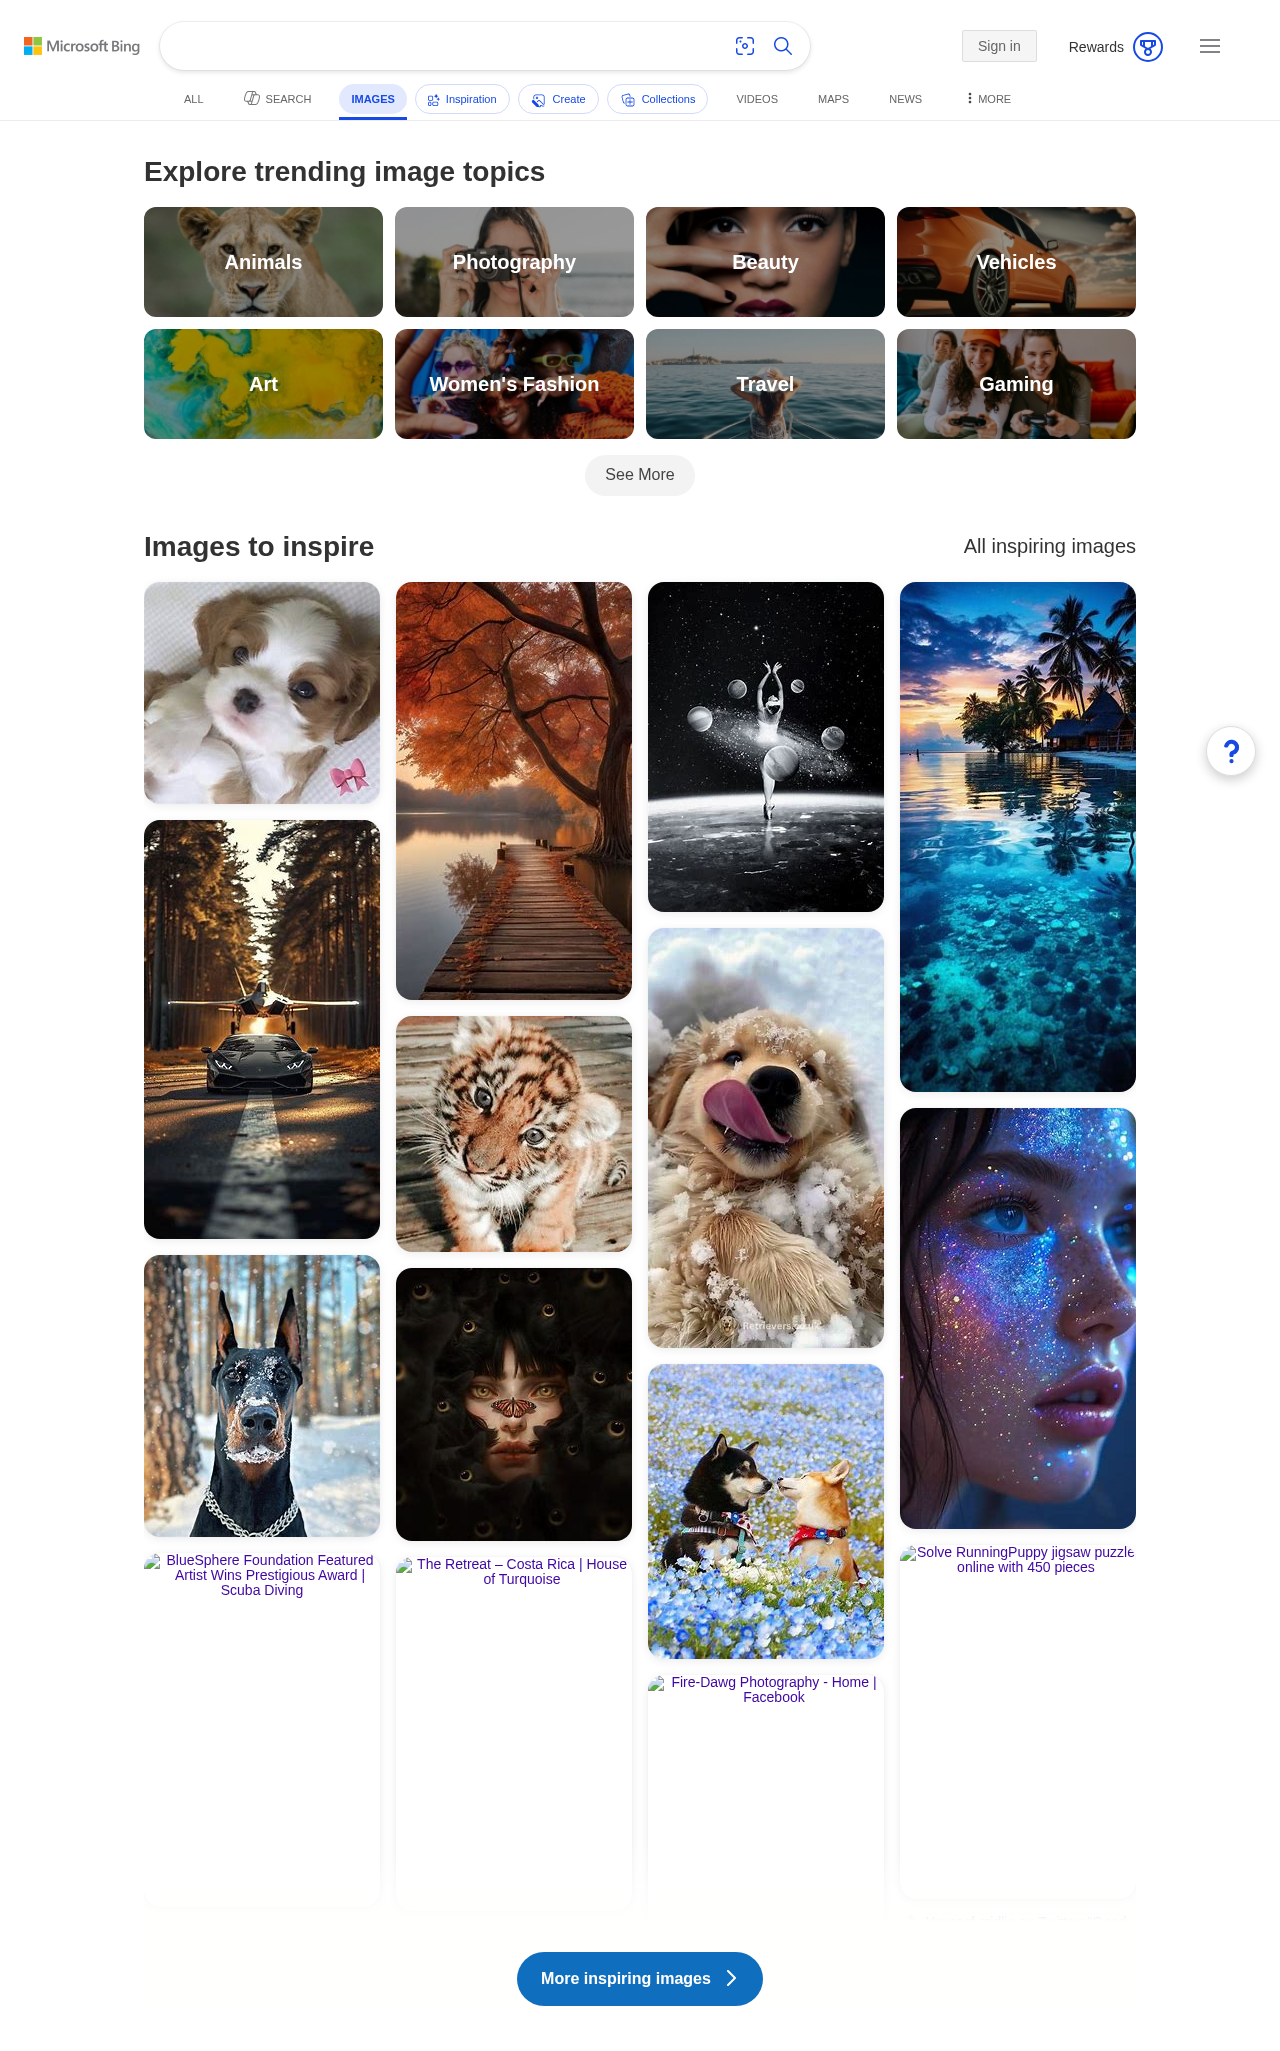 Microsoft Bing
Sign in
Rewards
ALL
SEARCH
IMAGES
Inspiration
Create
Collections
VIDEOS
MAPS
NEWS
MORE
Explore trending image topics
Animals
Photography
Beauty
Vehicles
Art
Women's Fashion
Travel
Gaming
See More
Images to inspire
All inspiring images
?
Retrievers.co.uk
BlueSphere Foundation Featured
Artist Wins Prestigious Award |
Scuba Diving
The Retreat – Costa Rica | House
of Turquoise
Fire-Dawg Photography - Home |
Facebook
Solve RunningPuppy jigsaw puzzle
online with 450 pieces
More inspiring images